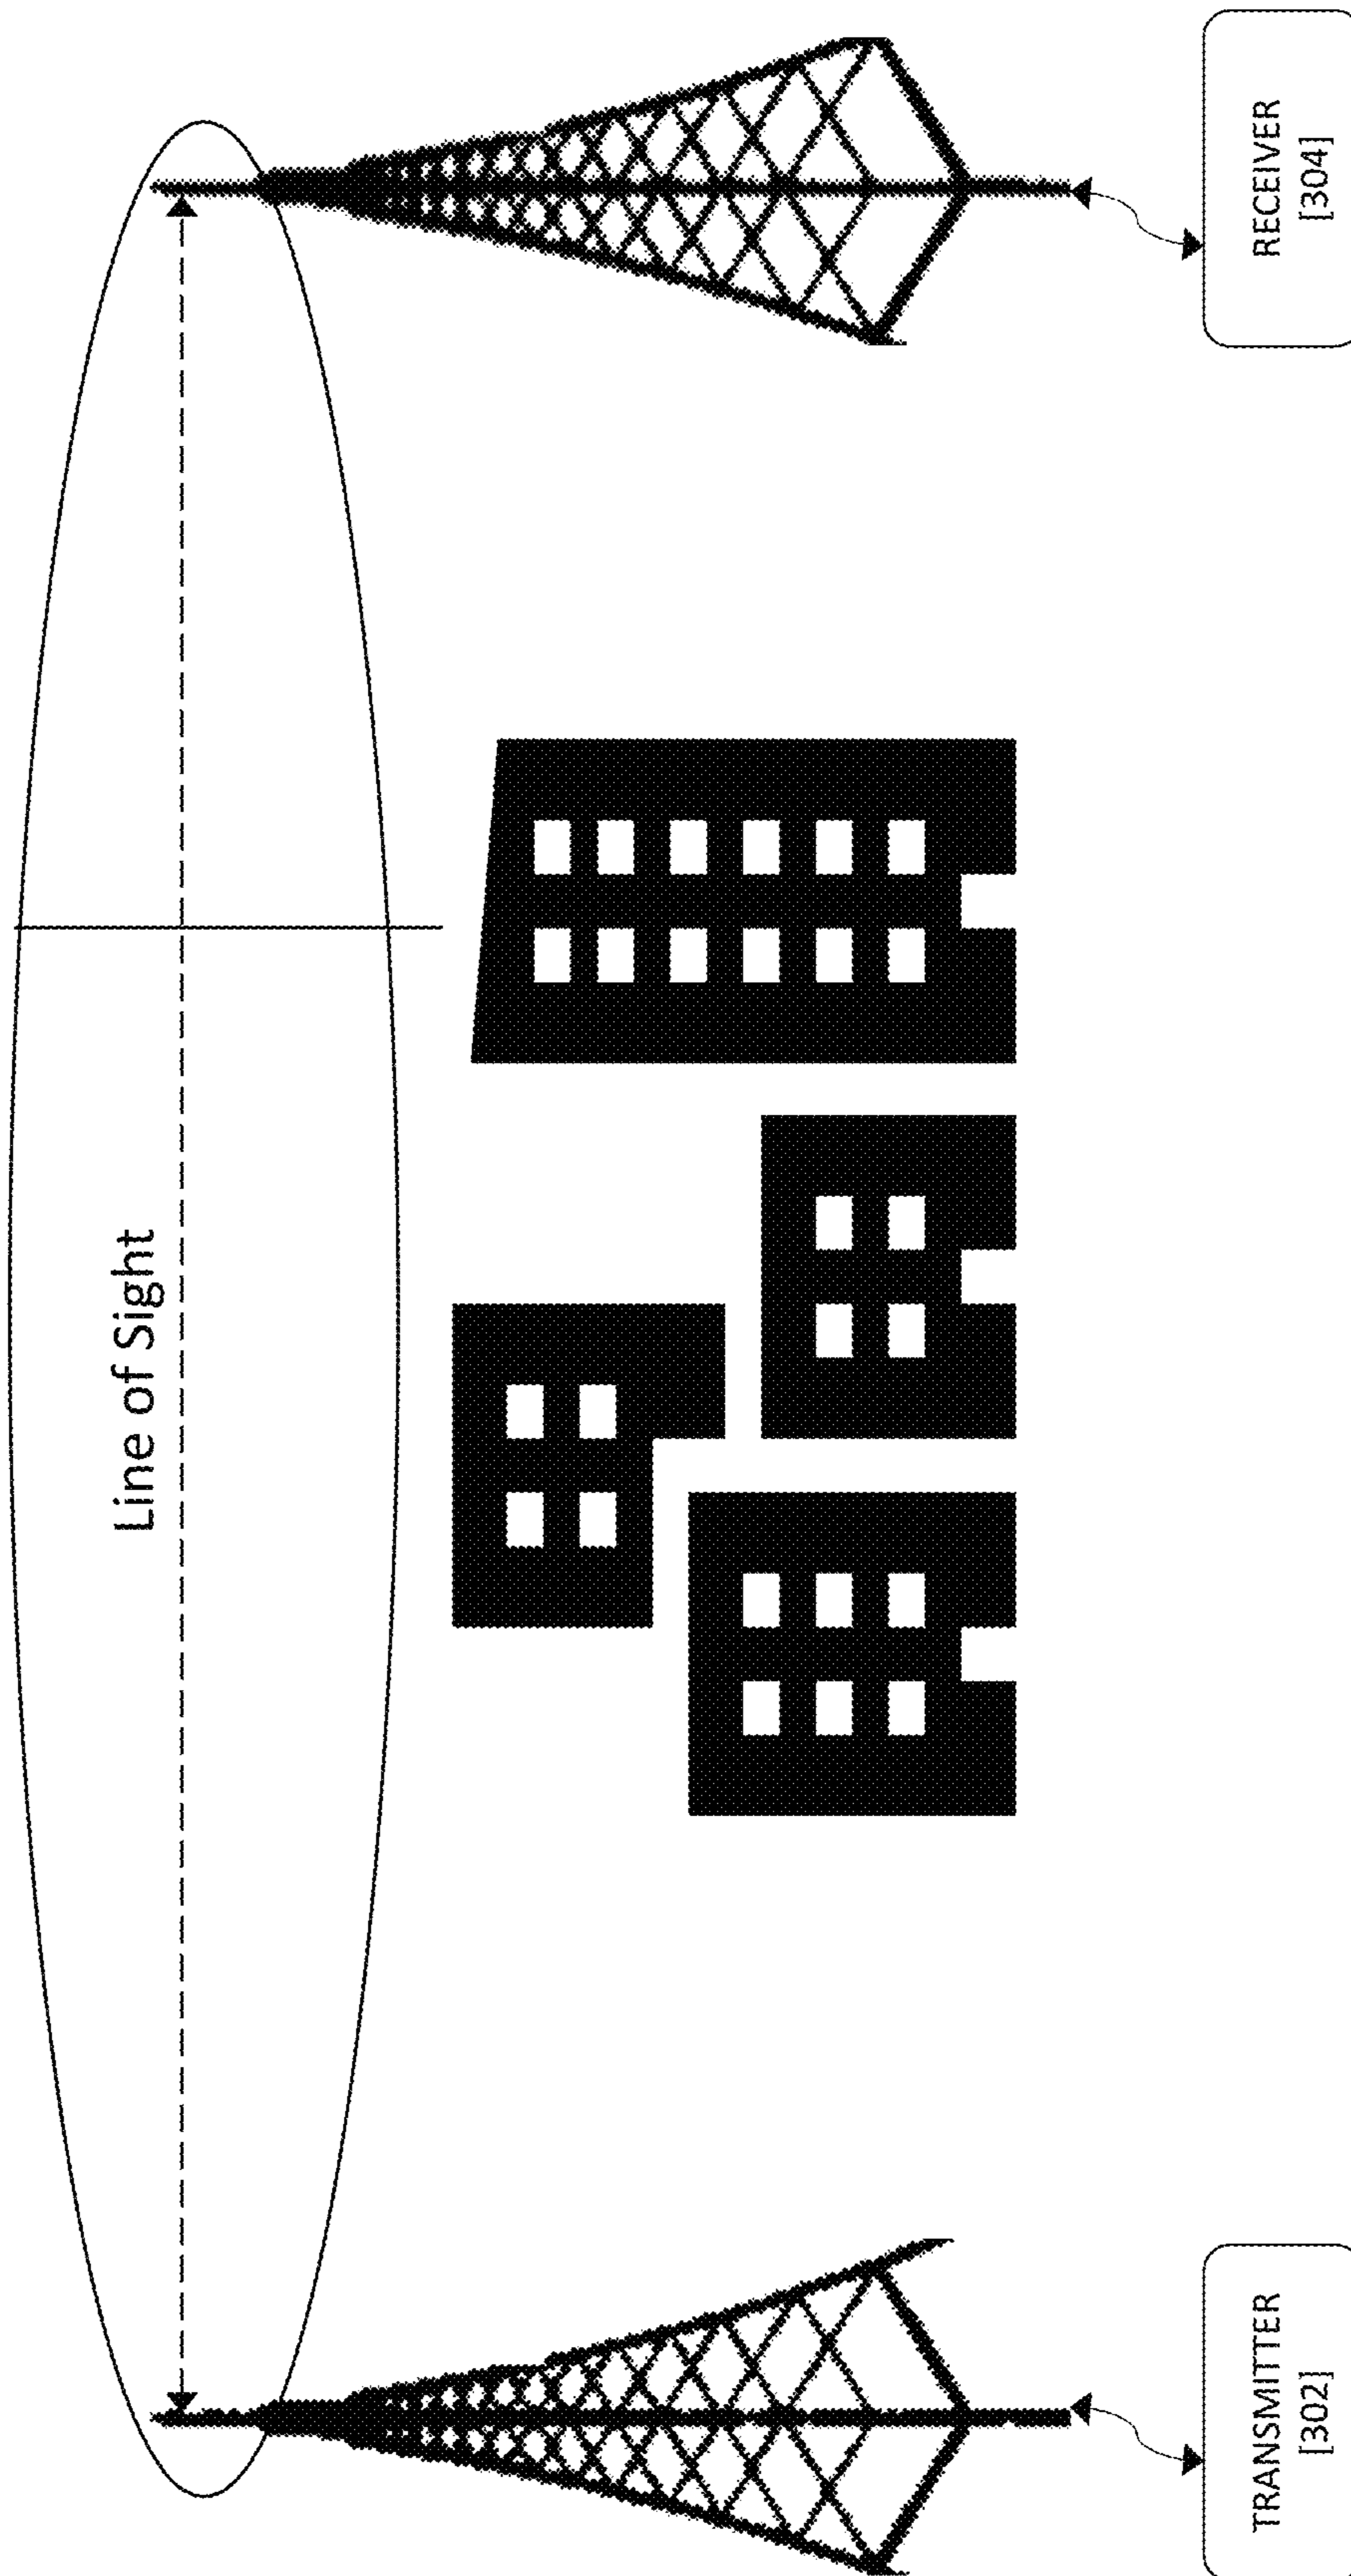 Line of Sight
TRANSMITTER
[302]
RECEIVER
[304]